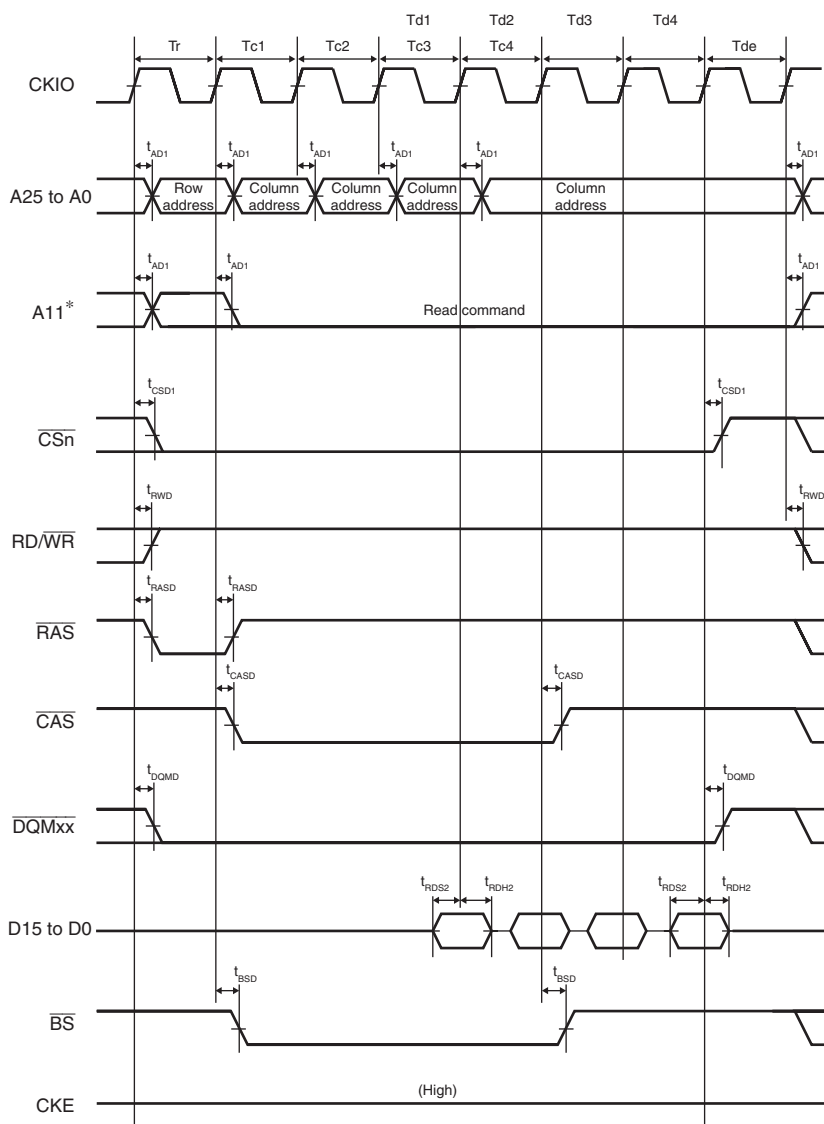 Td1 Td2 Td3 Td4
Tr Tc1 Tc2 Tc3 Tc4 Tde
CKIO
tAD1 tAD1 tAD1 tAD1 tAD1 tAD1
A25 to A0
Row address
Column address
Column address
Column address
Column address
tAD1 tAD1 tAD1
A11*
Read command
tCSD1 tCSD1
CSn
tRWD tRWD
RD/WR
tRASD tRASD
RAS
tCASD tCASD
CAS
tDQMD tDQMD
DQMxx
tRDS2 tRDH2 tRDS2 tRDH2
D15 to D0
tBSD tBSD
BS
(High)
CKE